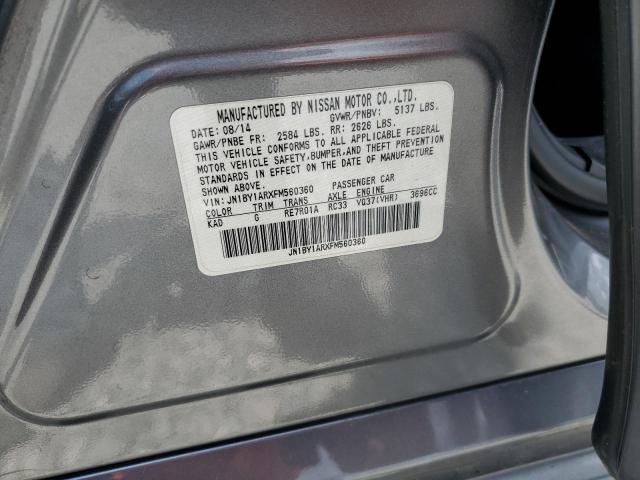 MANUFACTURED BY NISSAN MOTOR CO.,LTD.
DATE: 08/14 GVWR/PNBV: 5137 LBS.
GAWR/PNBE FR: 2584 LBS. RR: 2626 LBS.
THIS VEHICLE CONFORMS TO ALL APPLICABLE FEDERAL
MOTOR VEHICLE SAFETY,BUMPER,AND THEFT PREVENTION
STANDARDS IN EFFECT ON THE DATE OF MANUFACTURE
SHOWN ABOVE.
VIN: JN1BY1ARXFM560360 PASSENGER CAR
COLOR TRIM TRANS AXLE ENGINE
KAD G RE7R01A RC33 VQ37(VHR) 3696CC
JN1BY1ARXFM560360